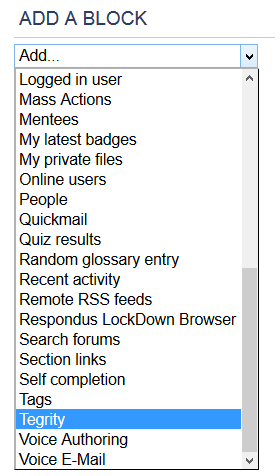 ADD A BLOCK
Add...
Logged in user
Mass Actions
Mentees
My latest badges
My private files
Online users
People
Quickmail
Quiz results
Random glossary entry
Recent activity
Remote RSS feeds
Respondus LockDown Browser
Search forums
Section links
Self completion
Tags
Tegrity
Voice Authoring
Voice E-Mail